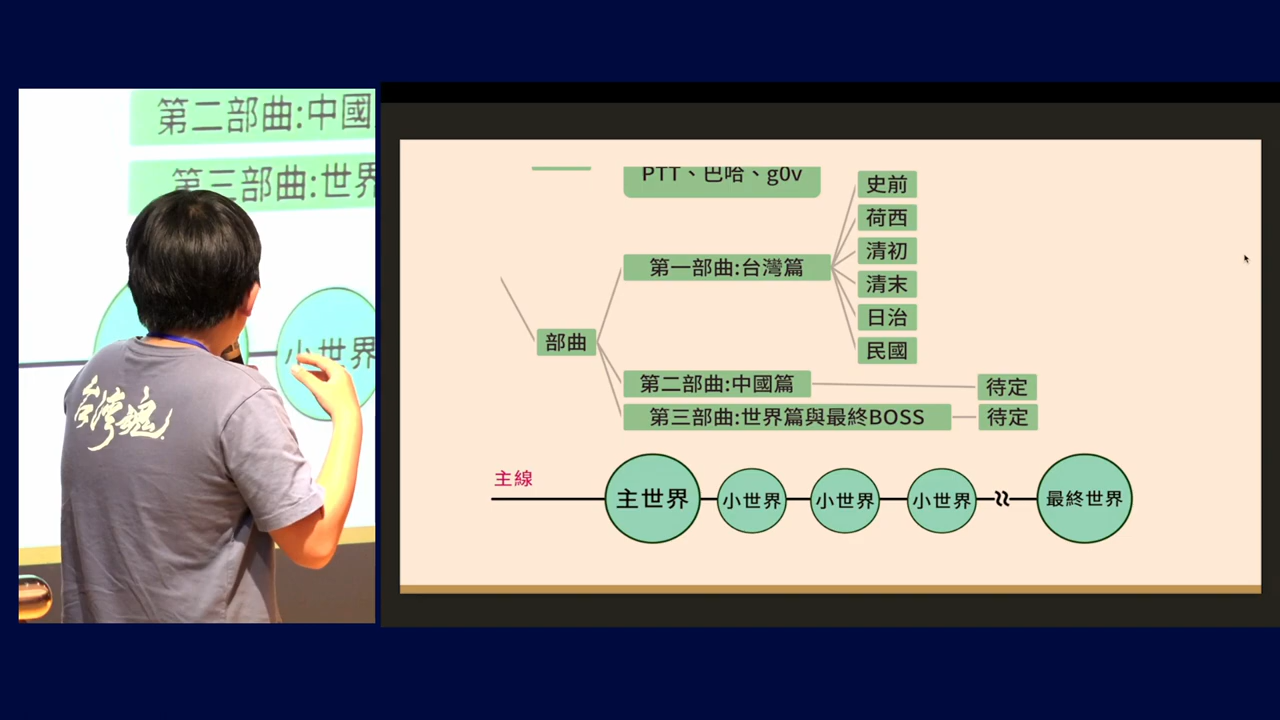 第二部曲:中國
第三部曲:世界
小世界
台灣魂
PTT、巴哈、g0v
史前
荷西
第一部曲:台灣篇
清初
清末
日治
部曲
民國
第二部曲:中國篇
待定
第三部曲:世界篇與最終BOSS
待定
主線
主世界
小世界
小世界
小世界
最終世界